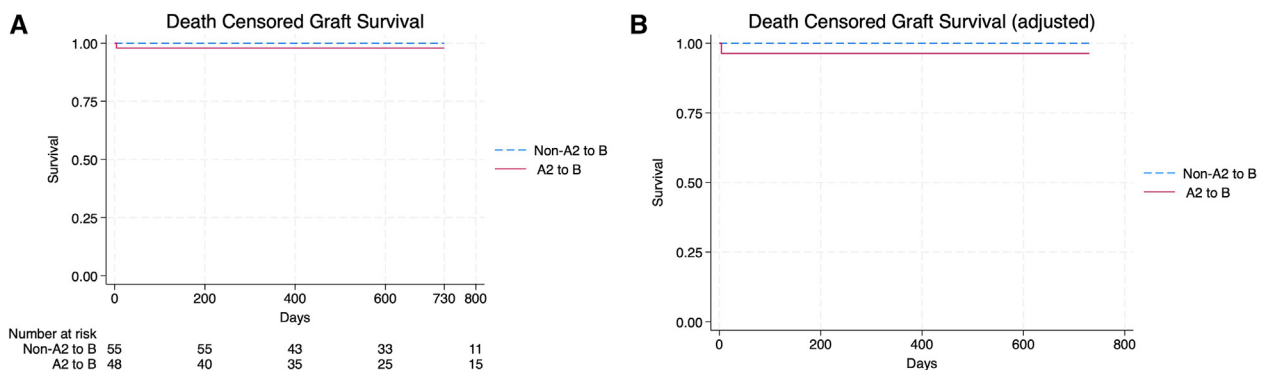 A
Death Censored Graft Survival
1.00
0.75
0.50
0.25
0.00
Survival
0 200 400 600 730 800
Days
Non-A2 to B
A2 to B
Number at risk
Non-A2 to B 55 55 43 33 11
A2 to B 48 40 35 25 15
B
Death Censored Graft Survival (adjusted)
1.00
0.75
0.50
0.25
0.00
Survival
0 200 400 600 800
Days
Non-A2 to B
A2 to B